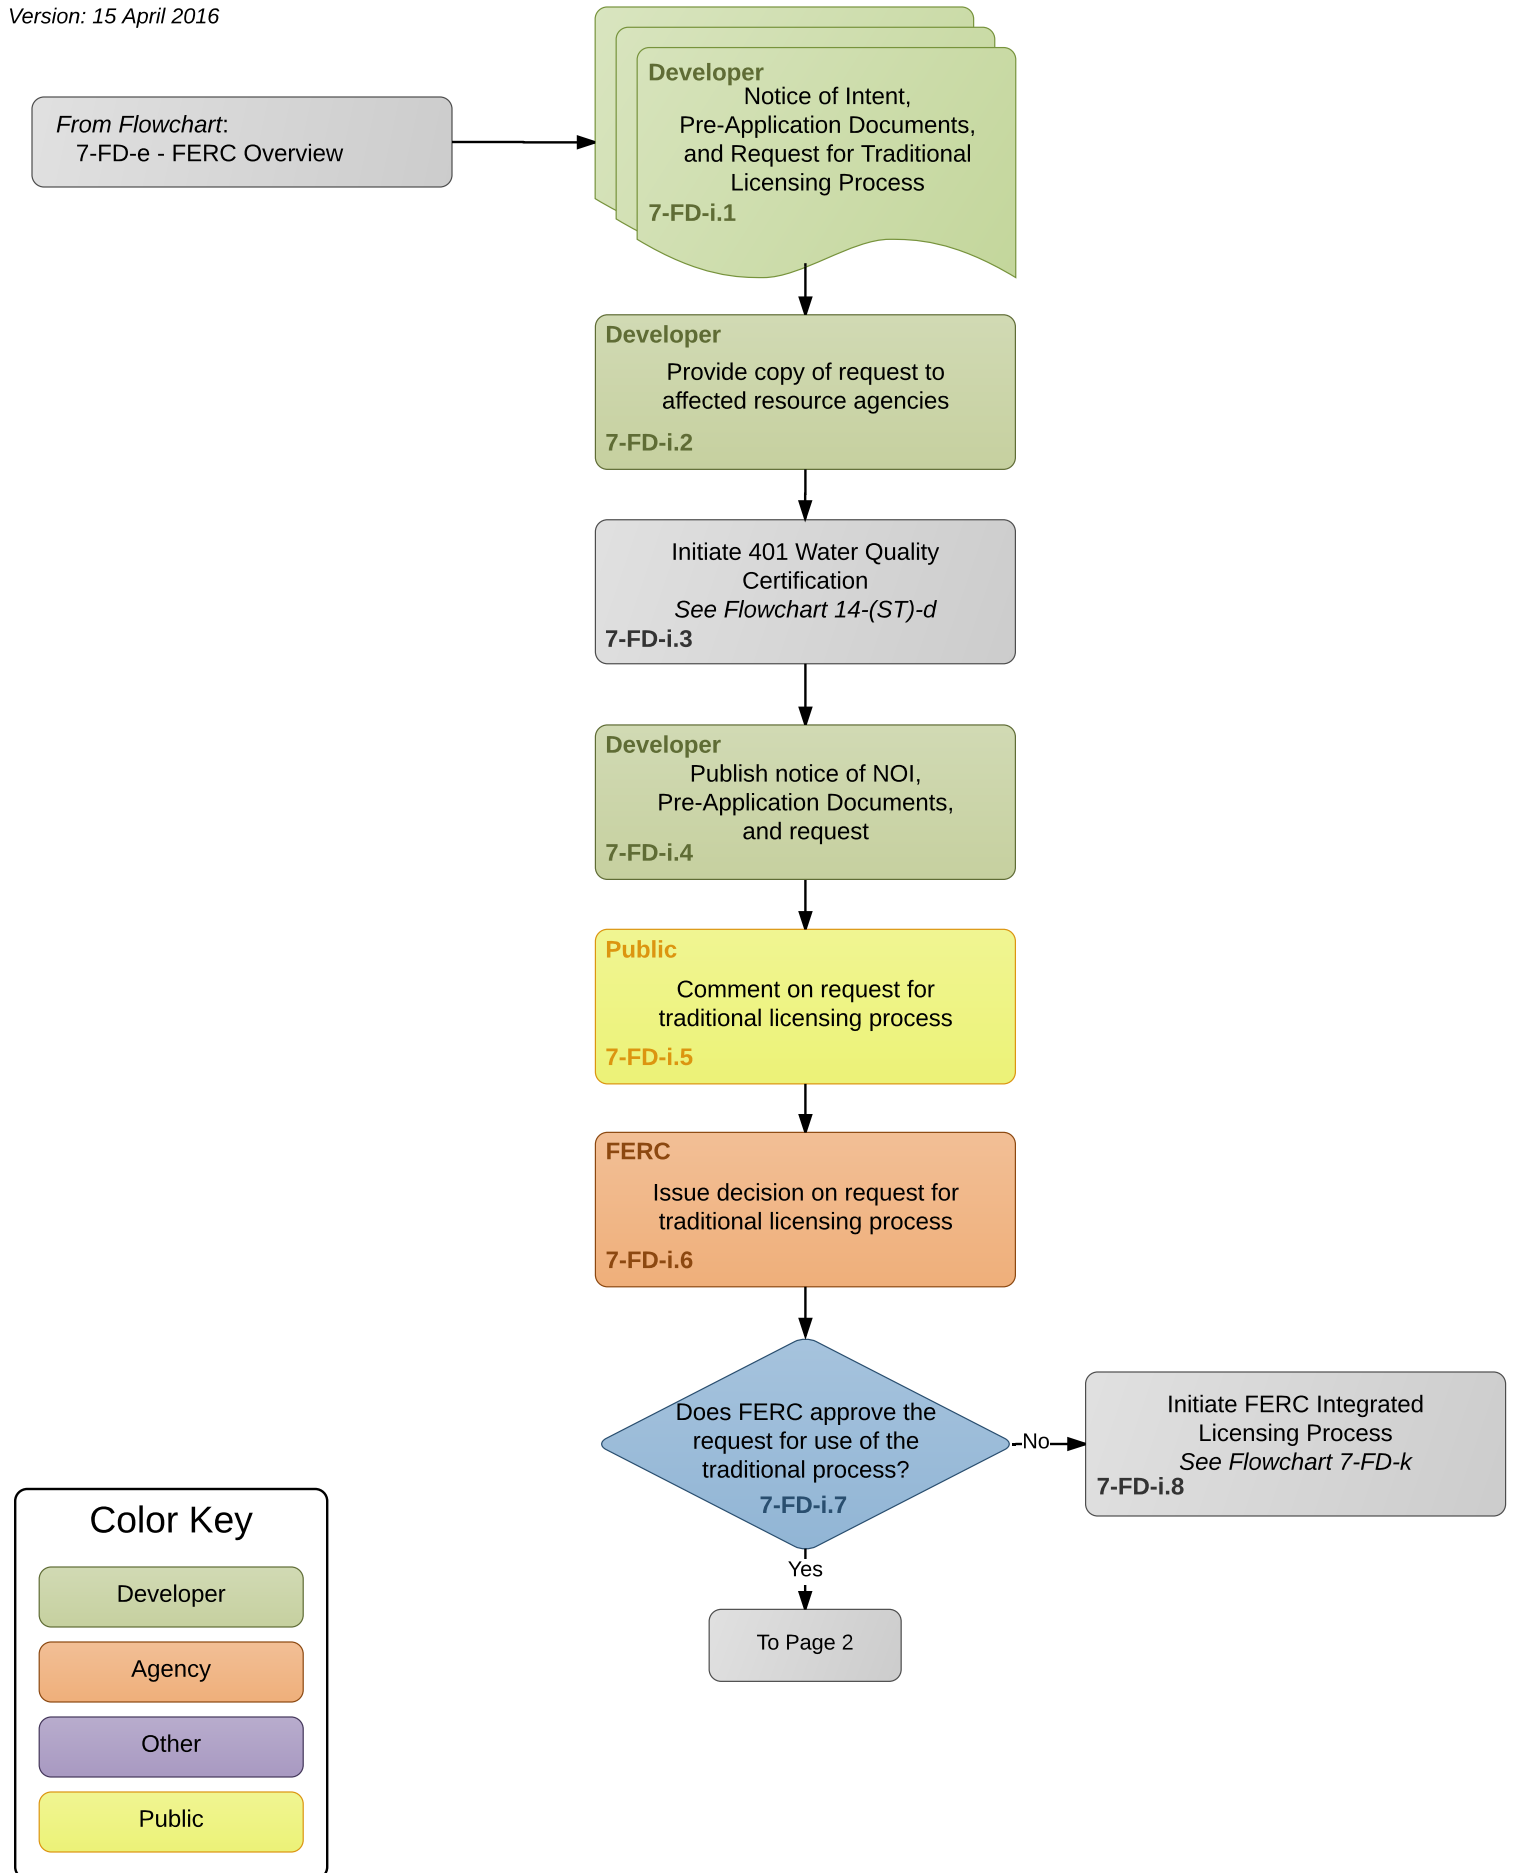 Version: 15 April 2016
From Flowchart:
7-FD-e - FERC Overview
Developer
Notice of Intent,
Pre-Application Documents,
and Request for Traditional
Licensing Process
7-FD-i.1
Developer
Provide copy of request to
affected resource agencies
7-FD-i.2
Initiate 401 Water Quality
Certification
See Flowchart 14-(ST)-d
7-FD-i.3
Developer
Publish notice of NOI,
Pre-Application Documents,
and request
7-FD-i.4
Public
Comment on request for
traditional licensing process
7-FD-i.5
FERC
Issue decision on request for
traditional licensing process
7-FD-i.6
Does FERC approve the
request for use of the
traditional process?
7-FD-i.7
No
Initiate FERC Integrated
Licensing Process
See Flowchart 7-FD-k
7-FD-i.8
Yes
To Page 2
Color Key
Developer
Agency
Other
Public